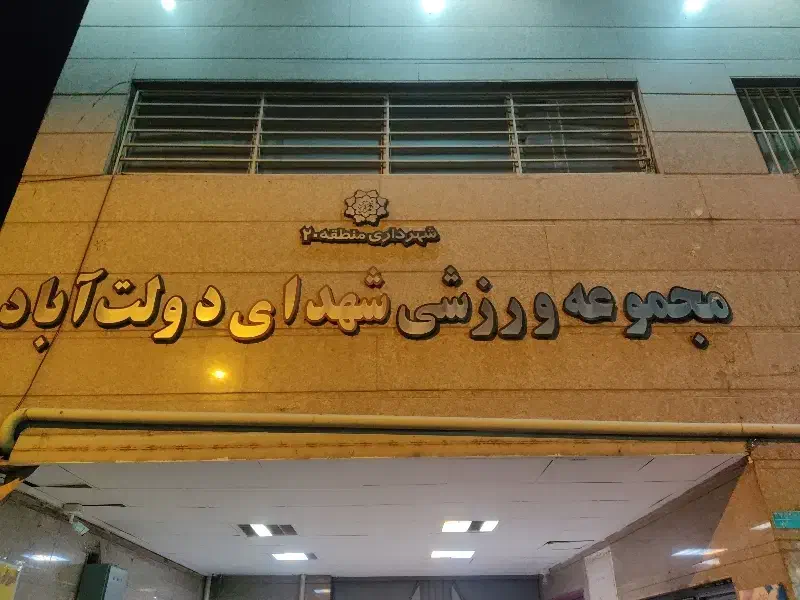 شهرداری منطقه ۲۰
مجموعه ورزشی شهدای دولت‌آباد